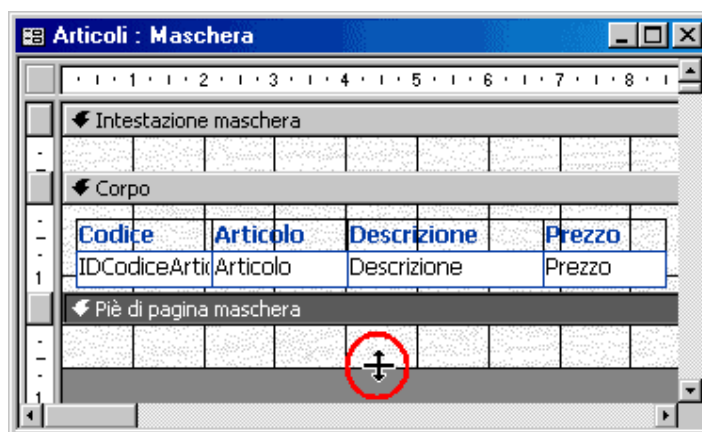 Articoli : Maschera
1 2 3 4 5 6 7 8
Intestazione maschera
Corpo
Codice Articolo Descrizione Prezzo
IDCodiceArtic Articolo Descrizione Prezzo
1
Piè di pagina maschera
1